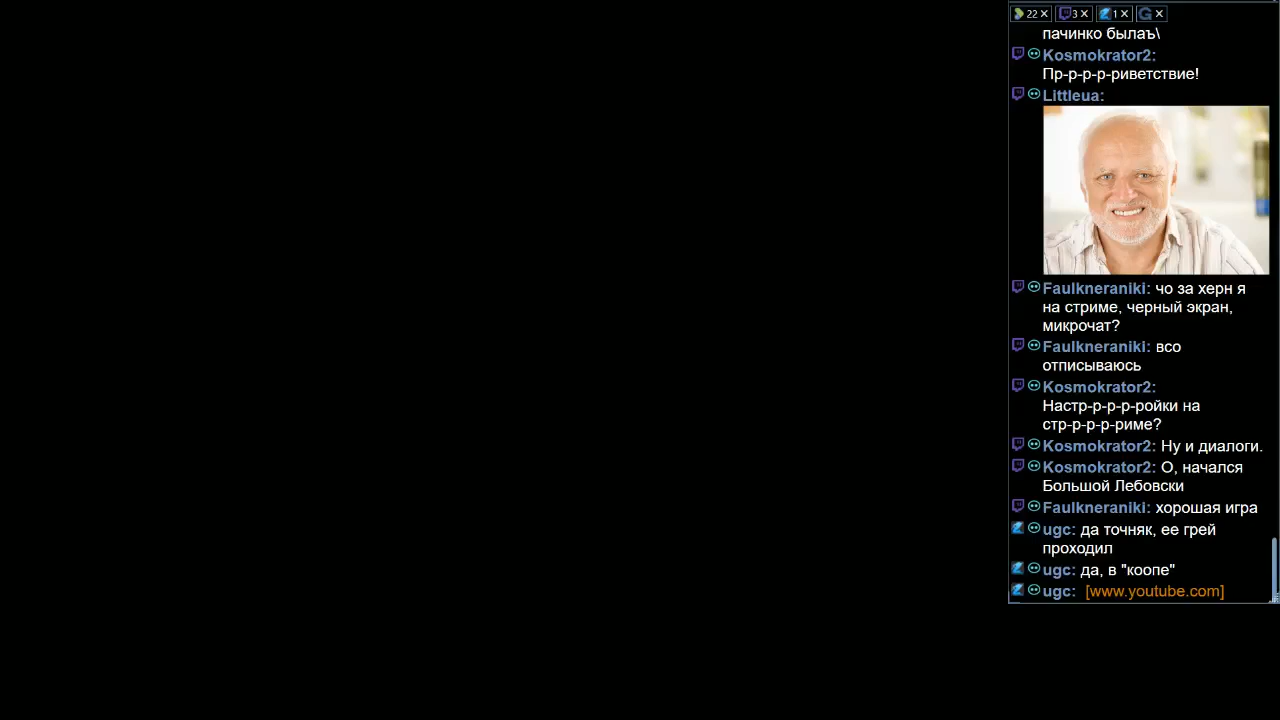 22 × 3 × 1 × G ×
пачинко былаъ\
Kosmokrator2:
Пр-р-р-р-риветствие!
Littleua:
Faulkneraniki: чо за херн я
на стриме, черный экран,
микрочат?
Faulkneraniki: всо
отписываюсь
Kosmokrator2:
Настр-р-р-р-ройки на
стр-р-р-р-риме?
Kosmokrator2: Ну и диалоги.
Kosmokrator2: О, начался
Большой Лебовски
Faulkneraniki: хорошая игра
ugc: да точняк, ее грей
проходил
ugc: да, в "коопе"
ugc: [www.youtube.com]